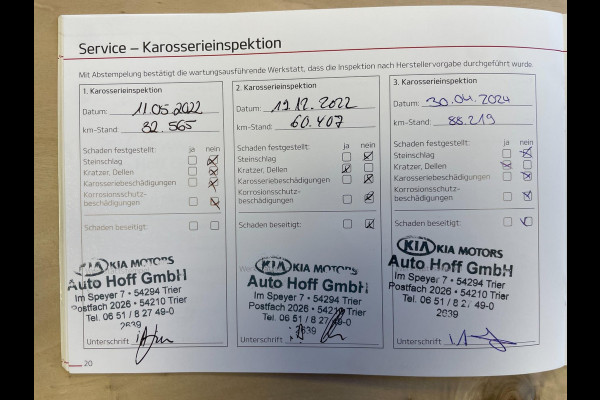 Service – Karosserieinspektion
Mit Abstempelung bestätigt die wartungsausführende Werkstatt, dass die Inspektion nach Herstellervorgabe durchgeführt wurde.
1. Karosserieinspektion
Datum: 11.05.2022
km-Stand: 32.565
Schaden festgestellt: ja nein
Steinschlag
Kratzer, Dellen
Karosseriebeschädigungen
Korrosionsschutz-
beschädigungen
Schaden beseitigt:
KIA KIA MOTORS
Auto Hoff GmbH
Im Speyer 7 • 54294 Trier
Postfach 2026 • 54210 Trier
Tel. 06 51 / 8 27 49-0
2639
Unterschrift
2. Karosserieinspektion
Datum: 19.12.2022
km-Stand: 60.407
Schaden festgestellt: ja nein
Steinschlag
Kratzer, Dellen
Karosseriebeschädigungen
Korrosionsschutz-
beschädigungen
Schaden beseitigt:
KIA KIA MOTORS
Auto Hoff GmbH
Im Speyer 7 • 54294 Trier
Postfach 2026 • 54210 Trier
Tel. 06 51 / 8 27 49-0
2639
Unterschrift
3. Karosserieinspektion
Datum: 30.04.2024
km-Stand: 88.219
Schaden festgestellt: ja nein
Steinschlag
Kratzer, Dellen
Karosseriebeschädigungen
Korrosionsschutz-
beschädigungen
Schaden beseitigt:
KIA KIA MOTORS
Auto Hoff GmbH
Im Speyer 7 • 54294 Trier
Postfach 2026 • 54210 Trier
Tel. 06 51 / 8 27 49-0
2639
Unterschrift
20